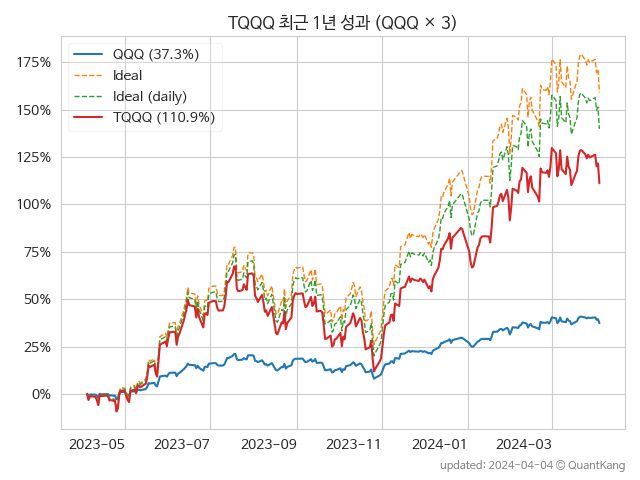 TQQQ 최근 1년 성과 (QQQ × 3)
QQQ (37.3%)
Ideal
Ideal (daily)
TQQQ (110.9%)
175%
150%
125%
100%
75%
50%
25%
0%
2023-05 2023-07 2023-09 2023-11 2024-01 2024-03
updated: 2024-04-04 © QuantKang